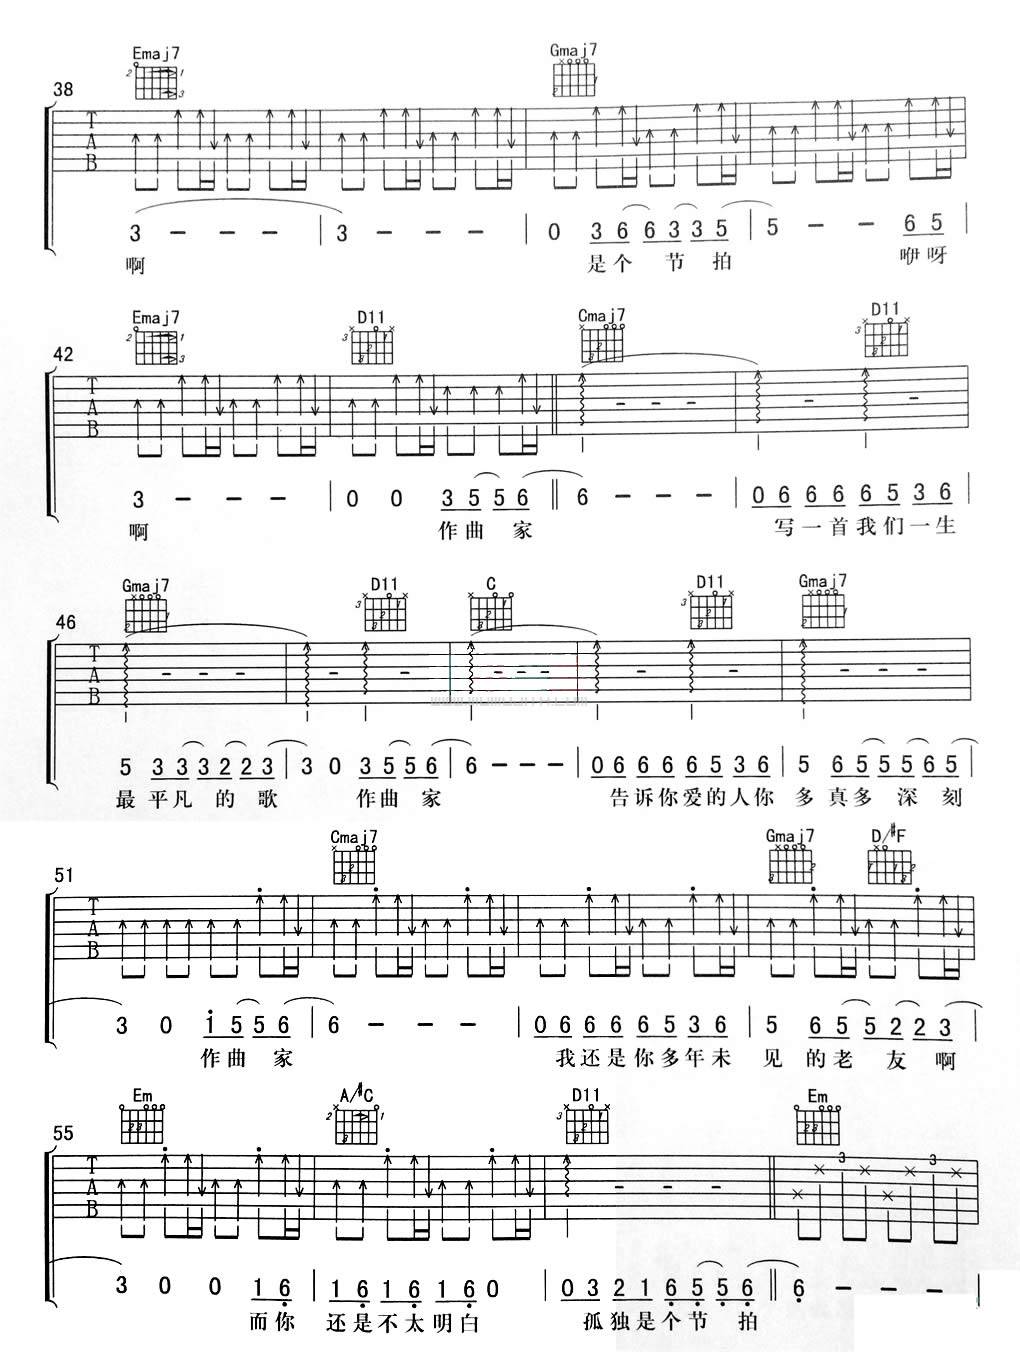 Emaj7 Gmaj7
38
3 - - - | 3 - - - | 0 3 6 6 3 3 5 | 5 - - 6 5 |
啊 是个 节 拍 咿呀
Emaj7 D11 Cmaj7 D11
42
3 - - - | 0 0 3 5 5 6 || 6 - - - | 0 6 6 6 6 5 3 6 |
啊 作曲 家 写一首我们一生
Gmaj7 D11 C D11 Gmaj7
46
5 3 3 3 2 2 3 | 3 0 3 5 5 6 | 6 - - - | 0 6 6 6 6 5 3 6 | 5 6 5 5 5 6 5 |
最 平凡 的 歌 作曲 家 告诉你爱的人你 多 真多 深 刻
Cmaj7 Gmaj7 D/#F
51
3 0 i 5 5 6 | 6 - - - | 0 6 6 6 6 5 3 6 | 5 6 5 5 2 2 3 |
作曲 家 我还是你多年未 见 的老 友 啊
Em A/#C D11 Em
55
3 0 0 1 6 | 1 6 1 6 1 6 0 | 0 3 2 1 6 5 5 6 || 6 - - - |
而你 还是不太明白 孤独是个节 拍